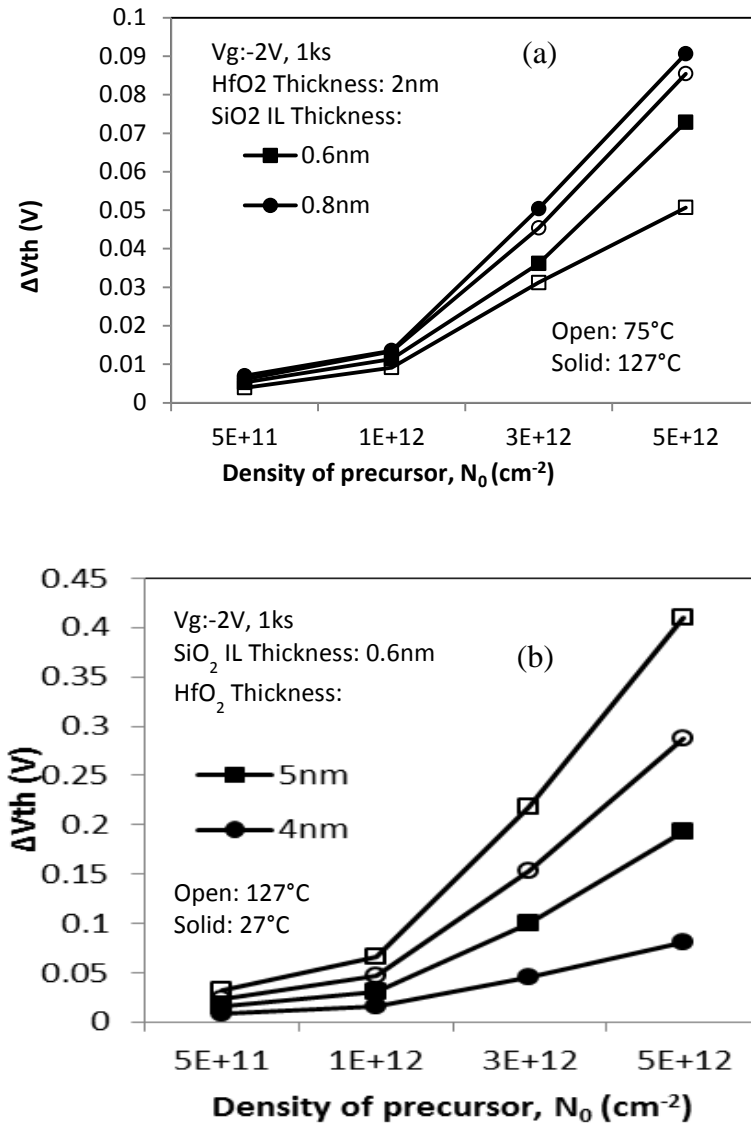 0.1
0.09
0.08
0.07
0.06
0.05
0.04
0.03
0.02
0.01
0
ΔVth (V)
Vg:-2V, 1ks
HfO2 Thickness: 2nm
SiO2 IL Thickness:
0.6nm
0.8nm
(a)
Open: 75°C
Solid: 127°C
5E+11 1E+12 3E+12 5E+12
Density of precursor, N₀ (cm⁻²)
0.45
0.4
0.35
0.3
0.25
0.2
0.15
0.1
0.05
0
ΔVth (V)
Vg:-2V, 1ks
SiO₂ IL Thickness: 0.6nm
HfO₂ Thickness:
(b)
5nm
4nm
Open: 127°C
Solid: 27°C
5E+11 1E+12 3E+12 5E+12
Density of precursor, N₀ (cm⁻²)